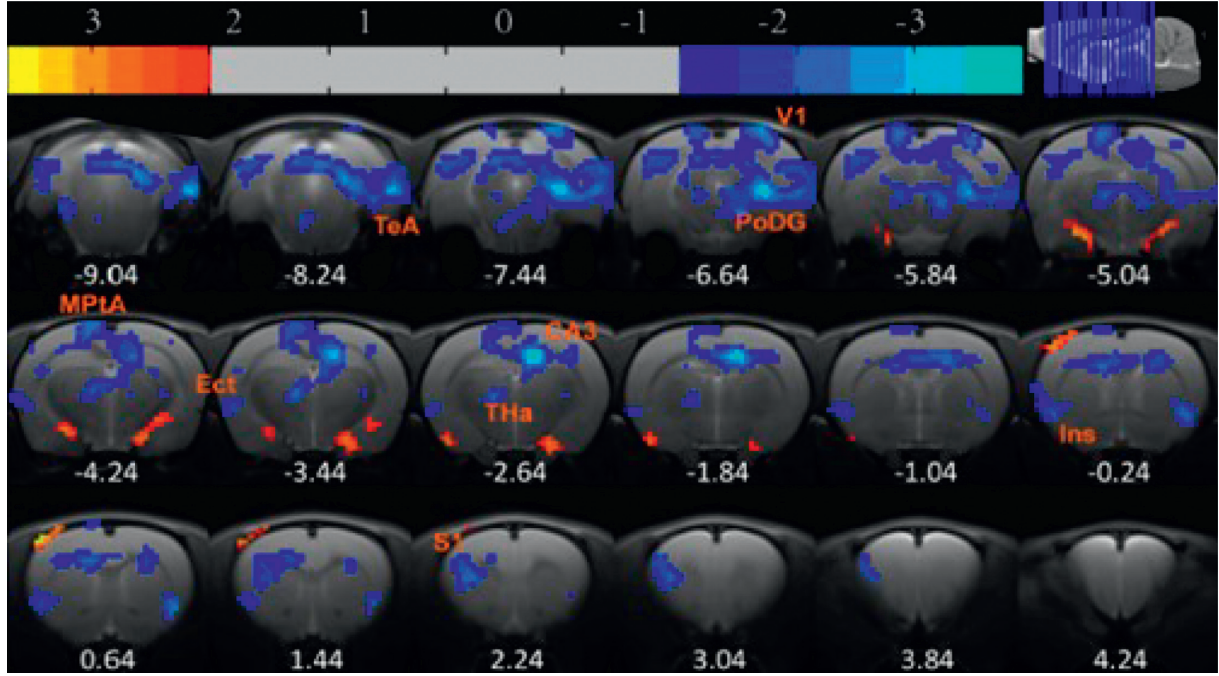 3 2 1 0 -1 -2 -3
V1
TeA PoDG
-9.04 -8.24 -7.44 -6.64 -5.84 -5.04
MPtA CA3
Ect THa Ins
-4.24 -3.44 -2.64 -1.84 -1.04 -0.24
S1
0.64 1.44 2.24 3.04 3.84 4.24